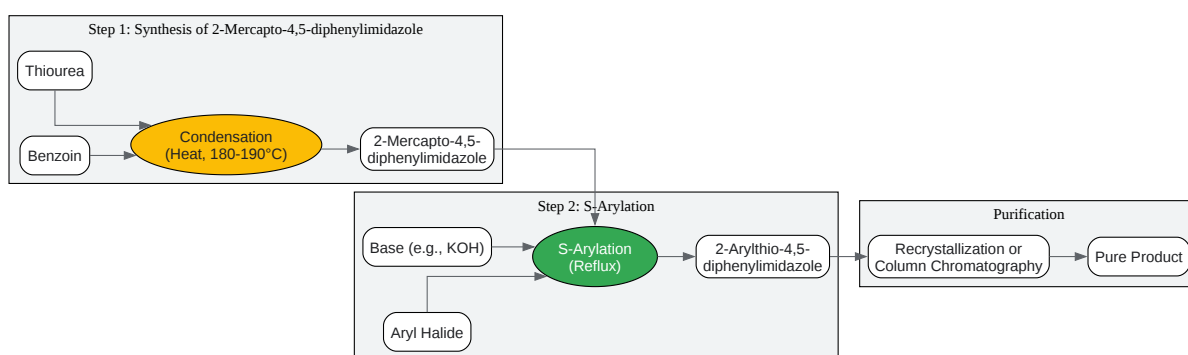 Step 1: Synthesis of 2-Mercapto-4,5-diphenylimidazole
Thiourea
Benzoin
Condensation
(Heat, 180-190°C)
2-Mercapto-4,5-
diphenylimidazole
Step 2: S-Arylation
Base (e.g., KOH)
Aryl Halide
S-Arylation
(Reflux)
2-Arylthio-4,5-
diphenylimidazole
Purification
Recrystallization or
Column Chromatography
Pure Product